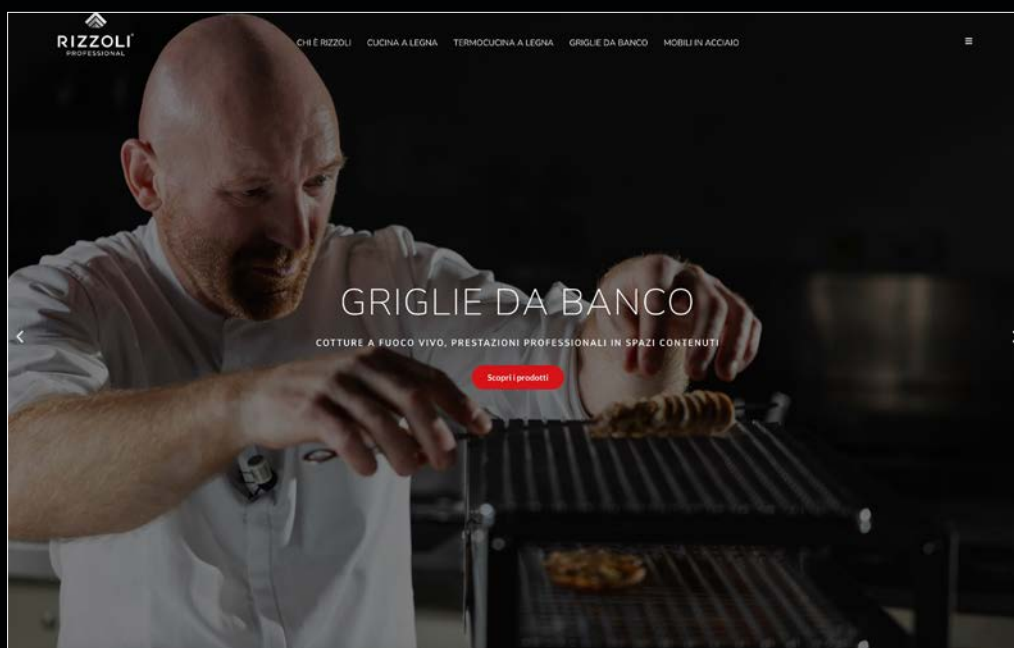 RIZZOLI
PROFESSIONAL
CHI È RIZZOLI CUCINA A LEGNA TERMOCUCINA A LEGNA GRIGLIE DA BANCO MOBILI IN ACCIAIO
GRIGLIE DA BANCO
COTTURE A FUOCO VIVO, PRESTAZIONI PROFESSIONALI IN SPAZI CONTENUTI
Scopri i prodotti